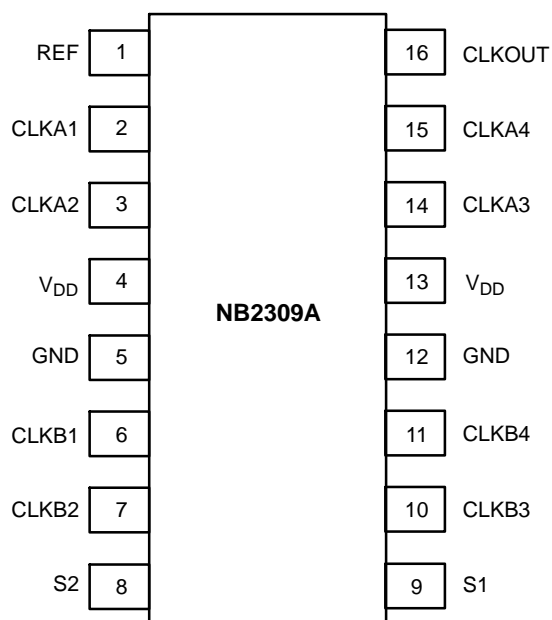 REF 1 16 CLKOUT
CLKA1 2 15 CLKA4
CLKA2 3 14 CLKA3
VDD 4 13 VDD
NB2309A
GND 5 12 GND
CLKB1 6 11 CLKB4
CLKB2 7 10 CLKB3
S2 8 9 S1